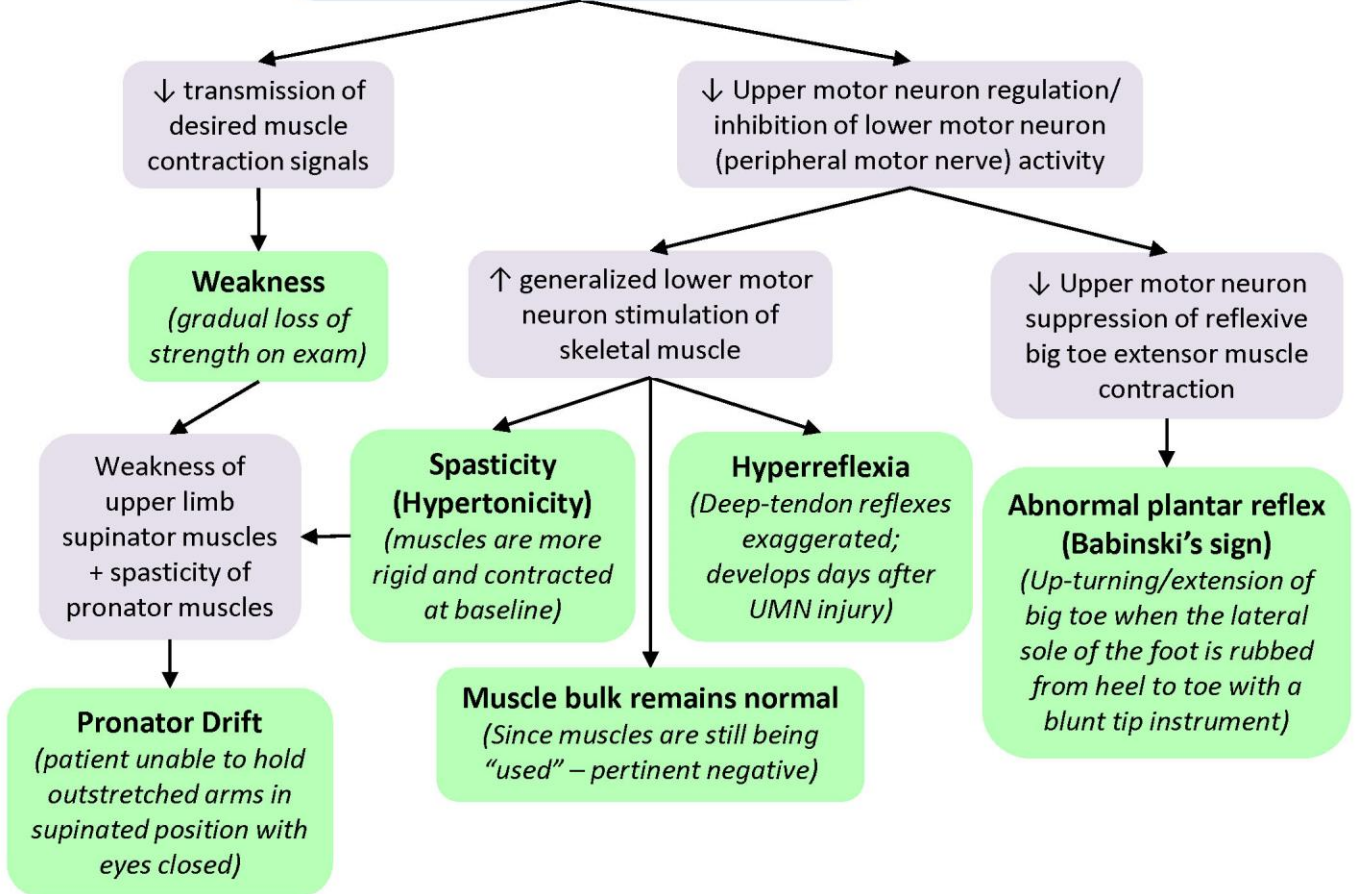 ↓ transmission of
desired muscle
contraction signals
↓ Upper motor neuron regulation/
inhibition of lower motor neuron
(peripheral motor nerve) activity
Weakness
(gradual loss of
strength on exam)
↑ generalized lower motor
neuron stimulation of
skeletal muscle
↓ Upper motor neuron
suppression of reflexive
big toe extensor muscle
contraction
Weakness of
upper limb
supinator muscles
+ spasticity of
pronator muscles
Spasticity
(Hypertonicity)
(muscles are more
rigid and contracted
at baseline)
Hyperreflexia
(Deep-tendon reflexes
exaggerated;
develops days after
UMN injury)
Abnormal plantar reflex
(Babinski’s sign)
(Up-turning/extension of
big toe when the lateral
sole of the foot is rubbed
from heel to toe with a
blunt tip instrument)
Muscle bulk remains normal
(Since muscles are still being
“used” – pertinent negative)
Pronator Drift
(patient unable to hold
outstretched arms in
supinated position with
eyes closed)